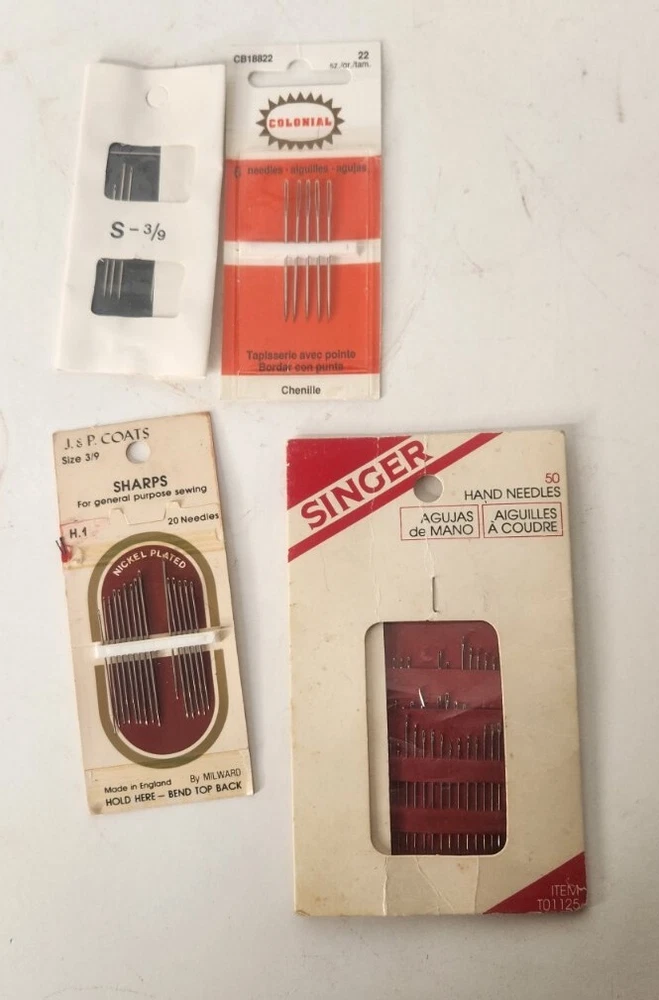 S - 3/9
CB18822
22
sz./or./tam.
COLONIAL
6 needles • aiguilles • agujas
Tapisserie avec pointe
Bordar con punta
Chenille
J. & P. COATS
Size 3/9
SHARPS
For general purpose sewing
20 Needles
H.1
NICKEL PLATED
Made in England
By MILWARD
HOLD HERE — BEND TOP BACK
SINGER
50
HAND NEEDLES
AGUJAS
de MANO
AIGUILLES
À COUDRE
ITEM
T01125